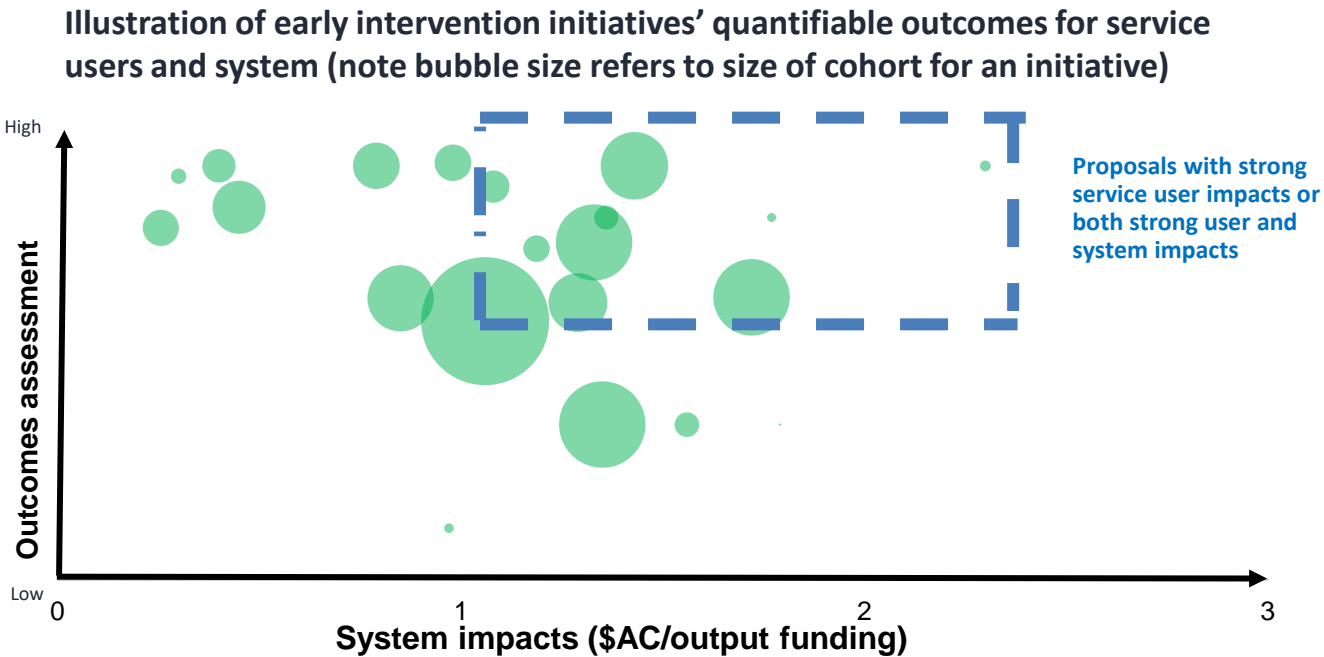 Illustration of early intervention initiatives’ quantifiable outcomes for service
users and system (note bubble size refers to size of cohort for an initiative)
High
Proposals with strong
service user impacts or
both strong user and
system impacts
Outcomes assessment
Low
0
1
2
3
System impacts ($AC/output funding)